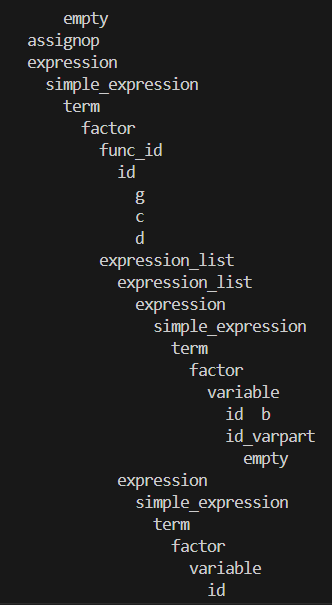 empty
assignop
expression
simple_expression
term
factor
func_id
id
g
c
d
expression_list
expression_list
expression
simple_expression
term
factor
variable
id  b
id_varpart
empty
expression
simple_expression
term
factor
variable
id